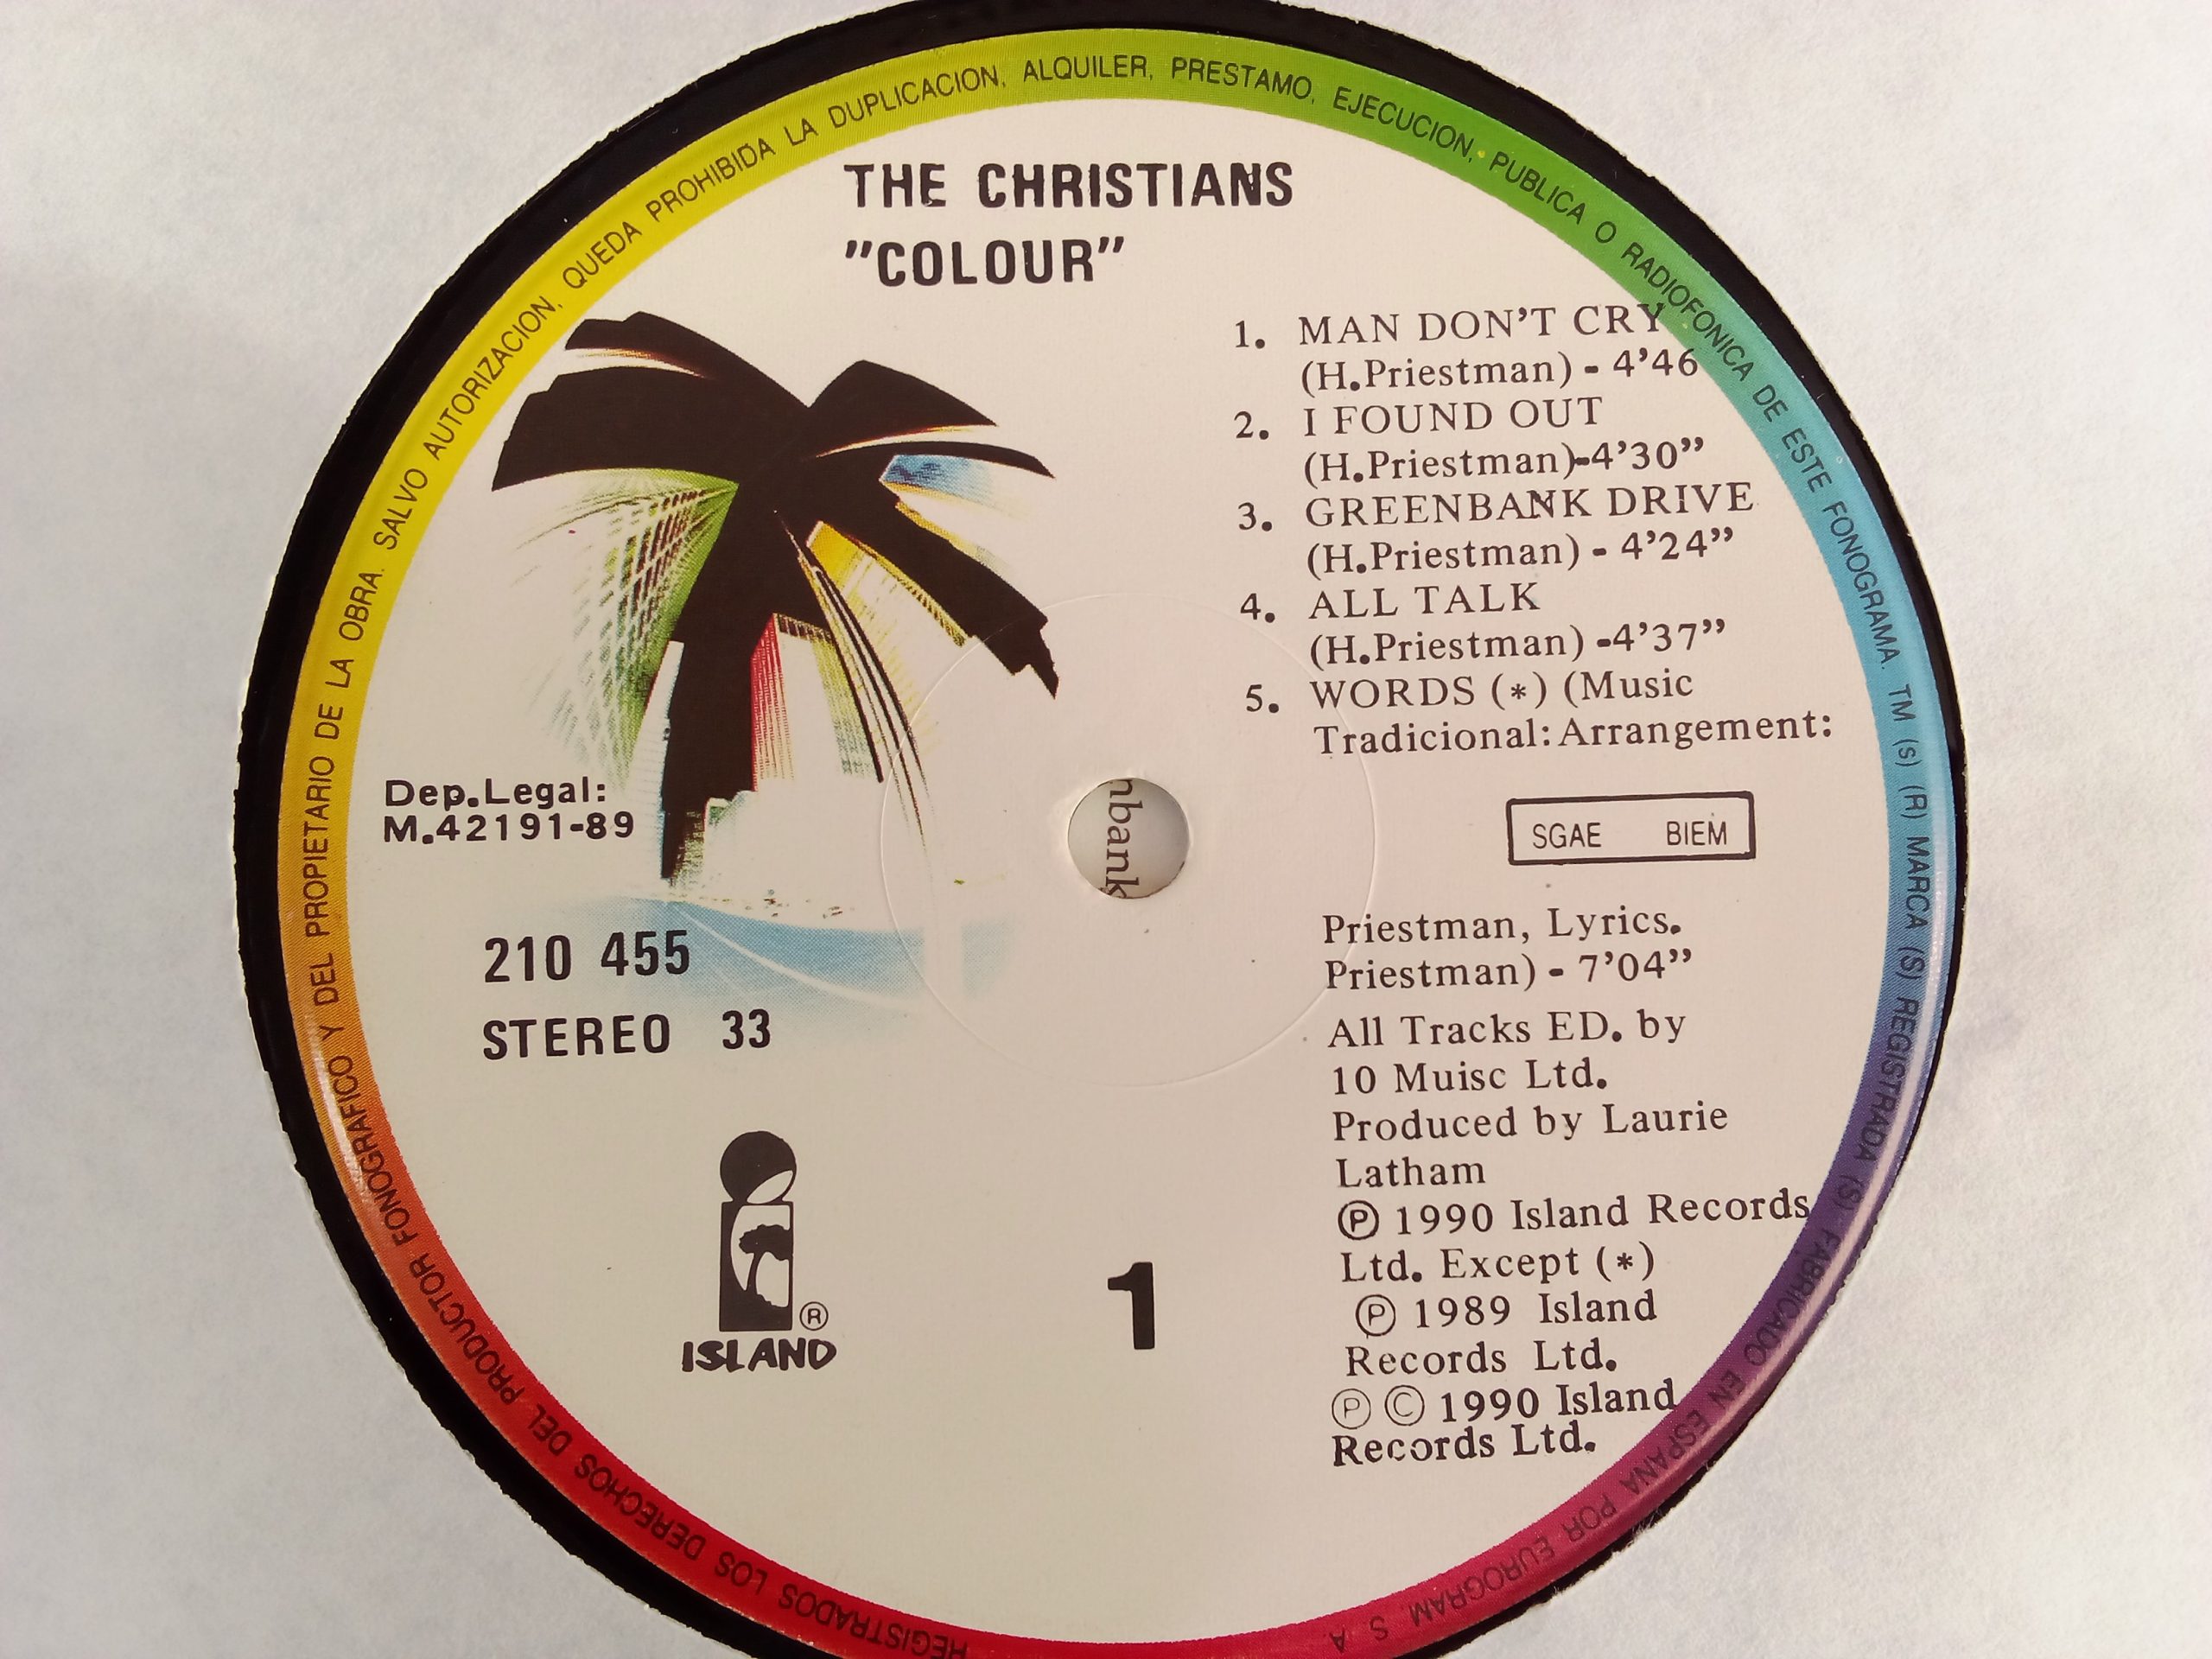 THE CHRISTIANS
"COLOUR"
1. MAN DON'T CRY
(H.Priestman) - 4'46
2. I FOUND OUT
(H.Priestman)-4'30"
3. GREENBANK DRIVE
(H.Priestman) - 4'24"
4. ALL TALK
(H.Priestman) -4'37"
5. WORDS (*) (Music
Tradicional: Arrangement:
SGAE BIEM
Priestman, Lyrics.
Priestman) - 7'04"
All Tracks ED. by
10 Muisc Ltd.
Produced by Laurie
Latham
Ⓟ 1990 Island Records
Ltd. Except (*)
Ⓟ 1989 Island
Records Ltd.
Ⓟ © 1990 Island
Records Ltd.
Dep.Legal:
M.42191-89
210 455
STEREO 33
®
ISLAND
1
nbank
REGISTRADOS LOS DERECHOS DEL PRODUCTOR FONOGRAFICO Y DEL PROPIETARIO DE LA OBRA. SALVO AUTORIZACION, QUEDA PROHIBIDA LA DUPLICACION, ALQUILER, PRESTAMO, EJECUCION, PUBLICA O RADIOFONICA DE ESTE FONOGRAMA. TM (s) (R) MARCA (S) REGISTRADA (S) FABRICADO EN ESPAÑA POR EUROGRAM, S A